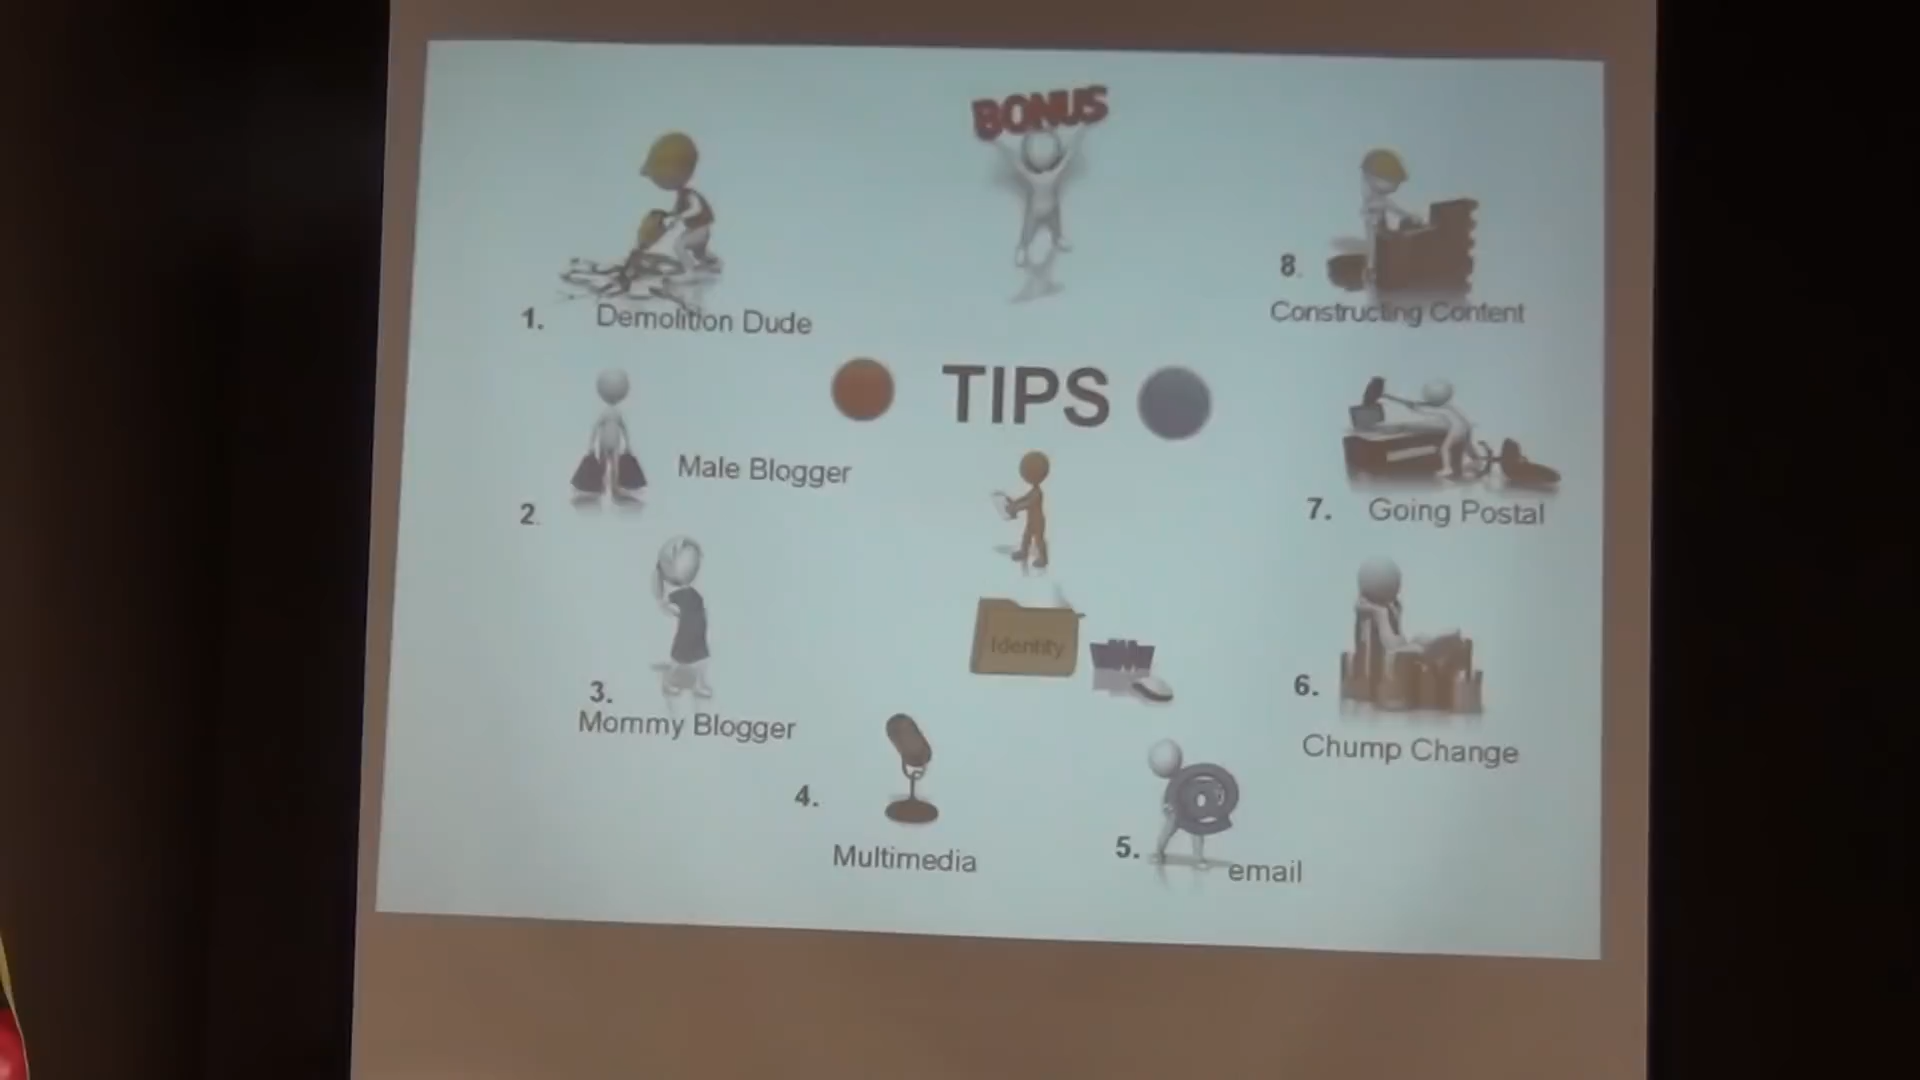 BONUS
TIPS
1. Demolition Dude
2. Male Blogger
3.
Mommy Blogger
4.
Multimedia
5. email
6.
Chump Change
7. Going Postal
8.
Constructing Content
Identity